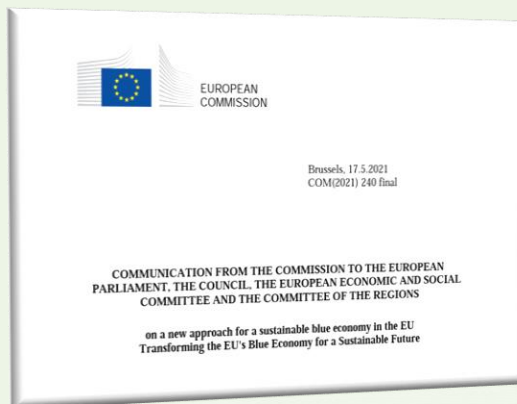 EUROPEAN
COMMISSION
Brussels, 17.5.2021
COM(2021) 240 final
COMMUNICATION FROM THE COMMISSION TO THE EUROPEAN
PARLIAMENT, THE COUNCIL, THE EUROPEAN ECONOMIC AND SOCIAL
COMMITTEE AND THE COMMITTEE OF THE REGIONS
on a new approach for a sustainable blue economy in the EU
Transforming the EU's Blue Economy for a Sustainable Future